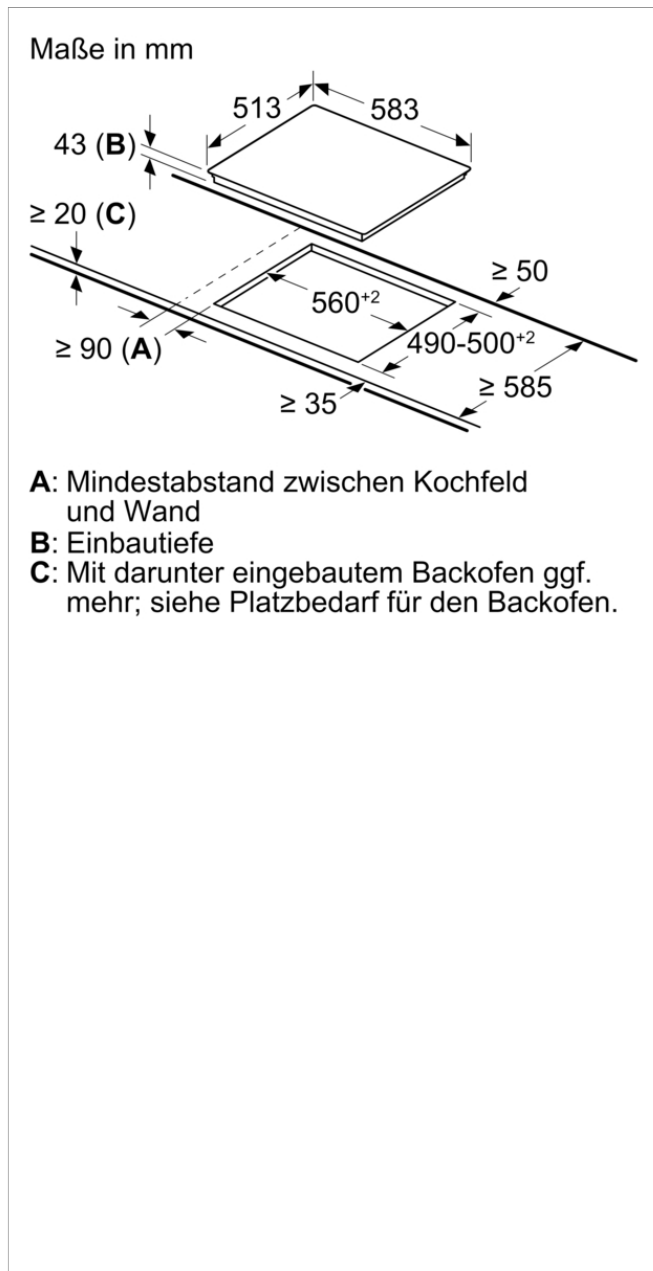 Maße in mm
513
583
43 (B)
≥ 20 (C)
≥ 50
560⁺²
490-500⁺²
≥ 90 (A)
≥ 585
≥ 35
A: Mindestabstand zwischen Kochfeld
und Wand
B: Einbautiefe
C: Mit darunter eingebautem Backofen ggf.
mehr; siehe Platzbedarf für den Backofen.